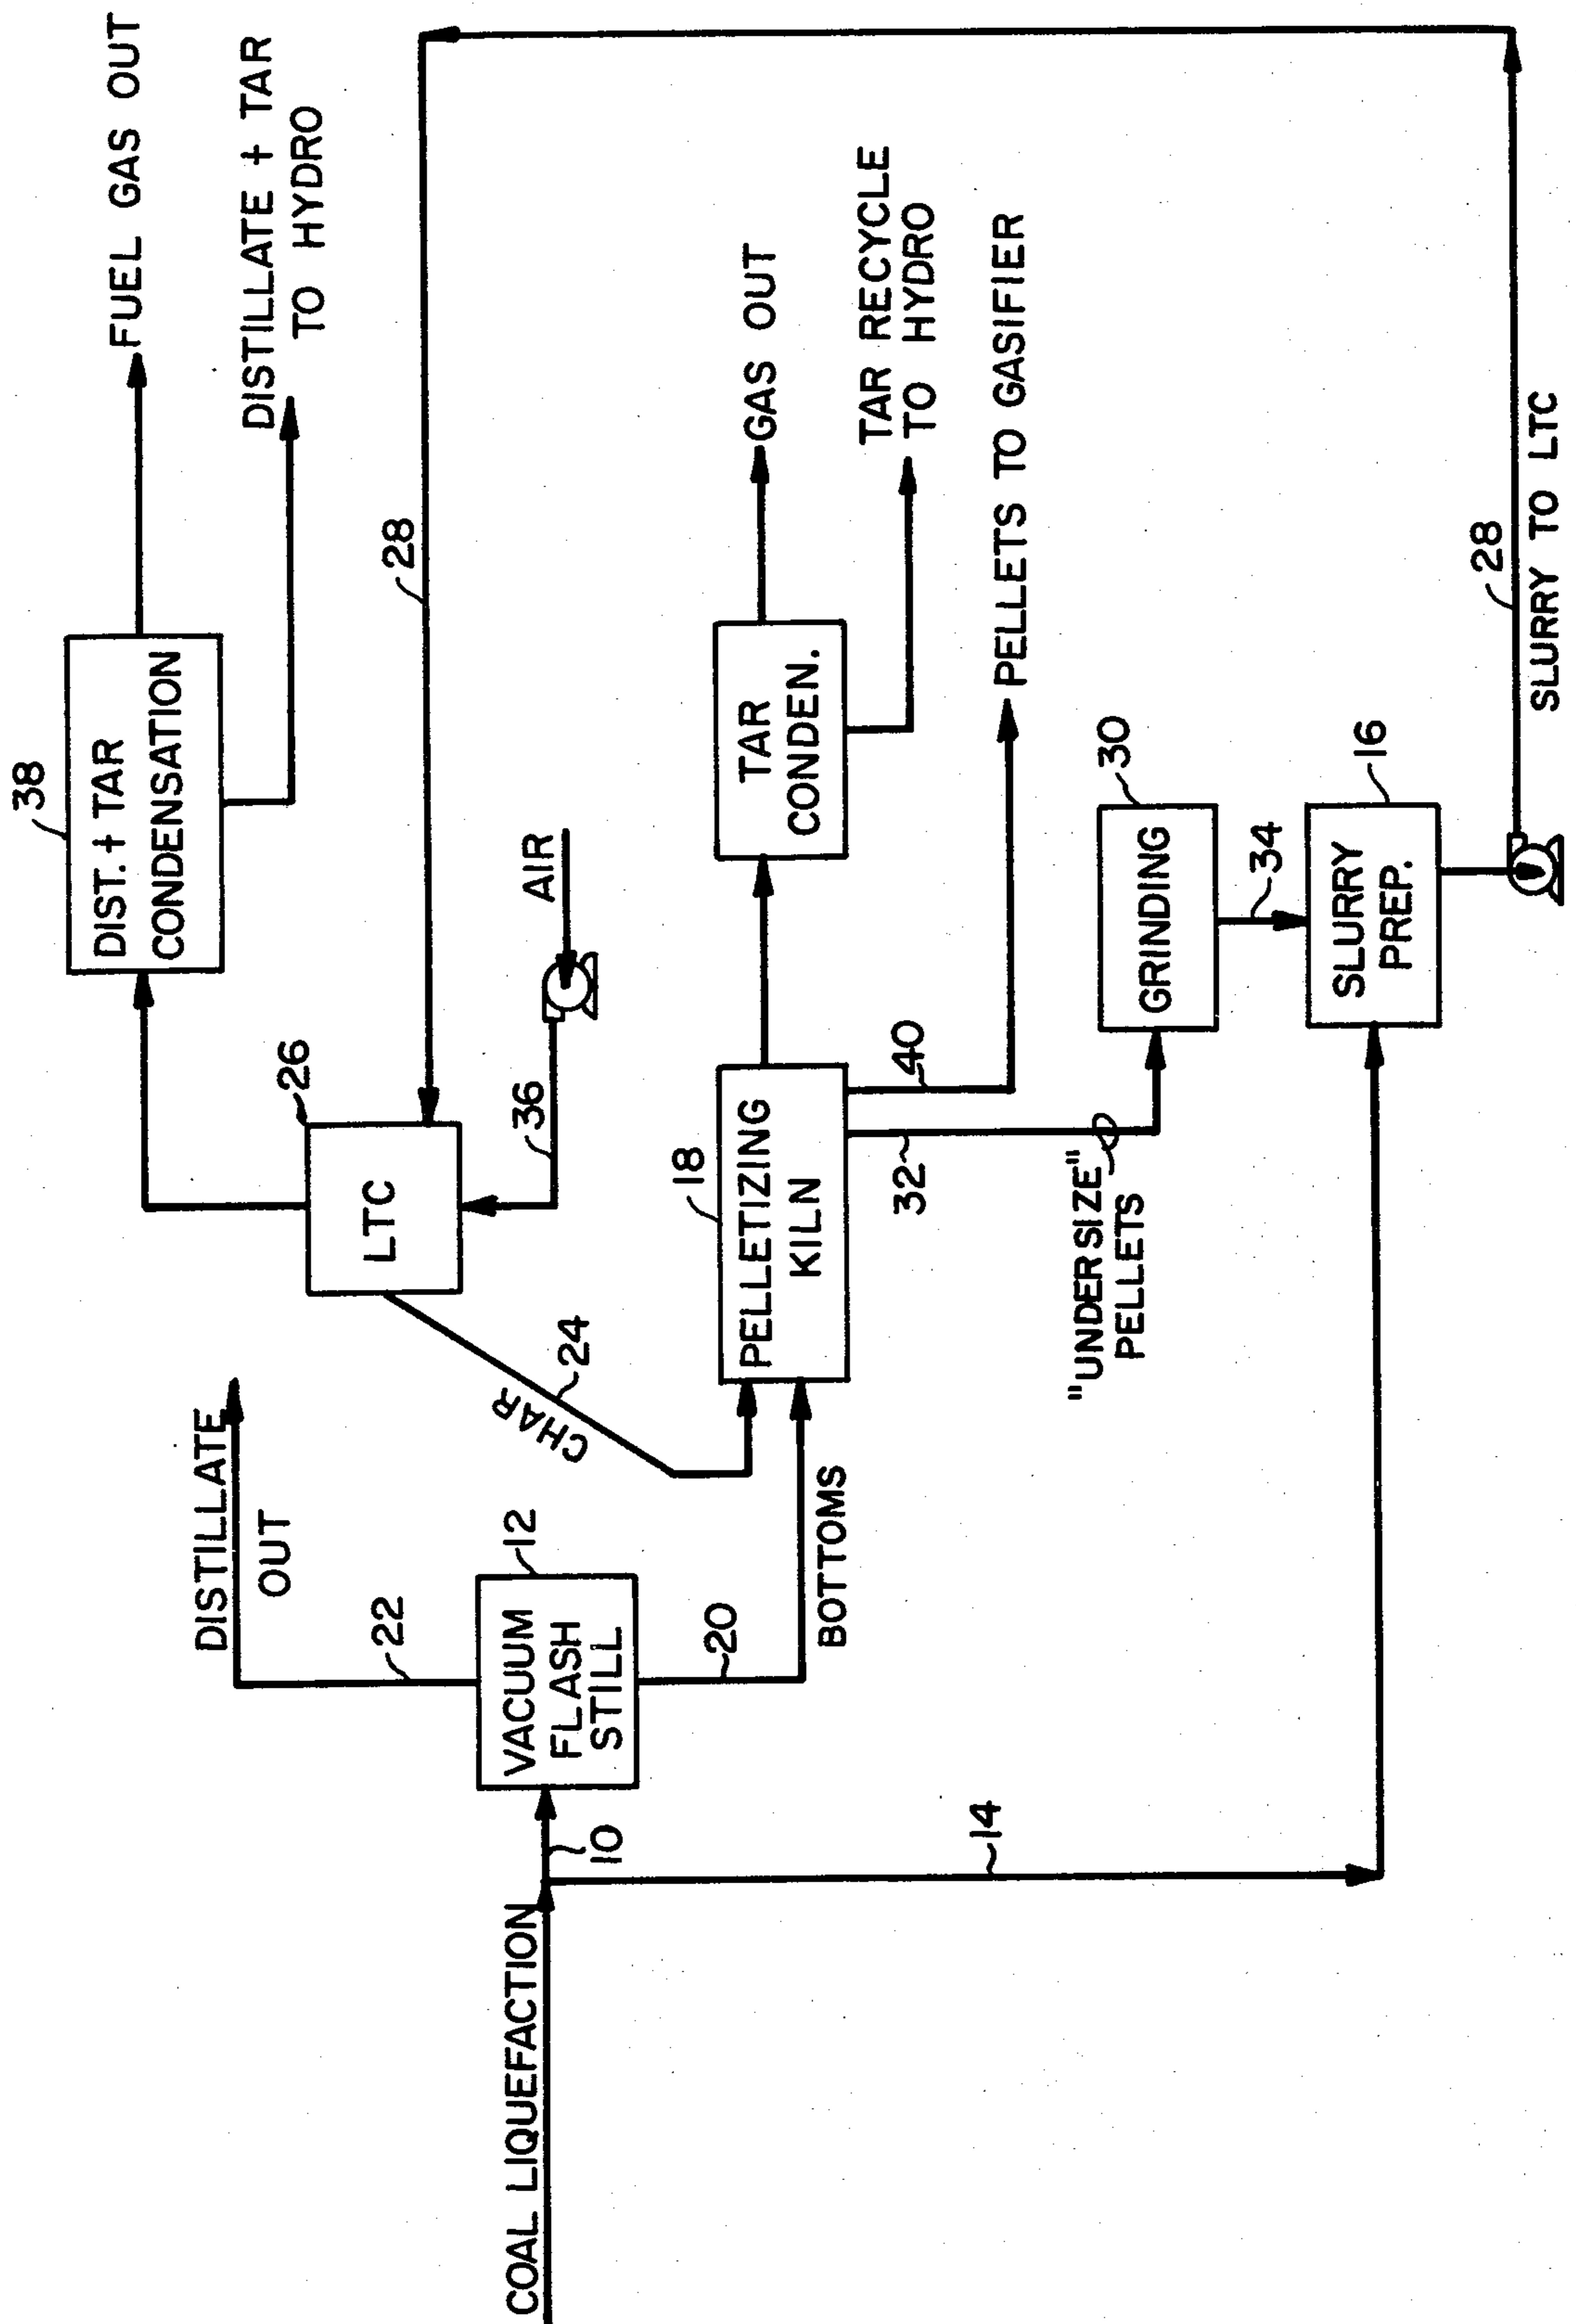 COAL LIQUEFACTION
10
14
VACUUM
FLASH
STILL
12
22
DISTILLATE
OUT
20
BOTTOMS
CHAR
24
LTC
26
36
AIR
28
38
DIST. + TAR
CONDENSATION
FUEL GAS OUT
DISTILLATE + TAR
TO HYDRO
PELLETIZING
KILN
18
32
40
"UNDERSIZE"
PELLETS
TAR
CONDEN.
GAS OUT
TAR RECYCLE
TO HYDRO
PELLETS TO GASIFIER
GRINDING
30
34
SLURRY
PREP.
16
28
SLURRY TO LTC